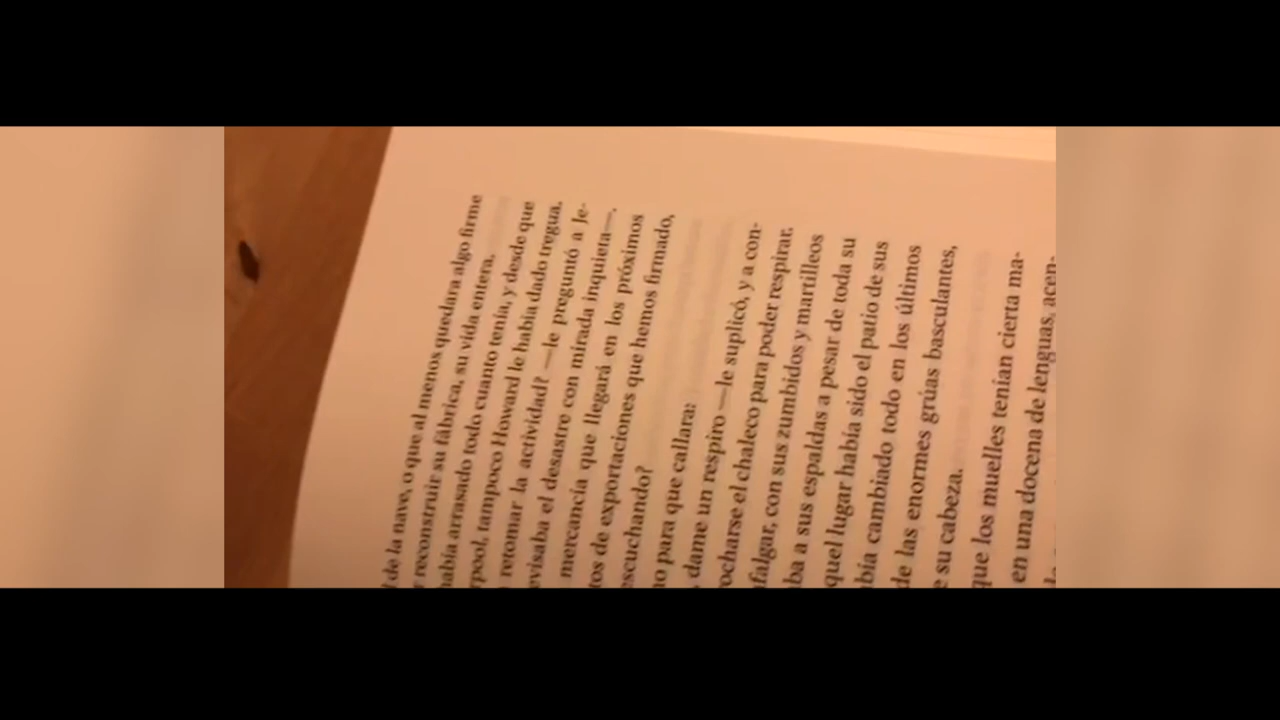 de la nave, o que al menos quedara algo firme
reconstruir su fábrica, su vida entera.
había arrasado todo cuanto tenía, y desde que
rpool, tampoco Howard le había dado tregua.
retomar la actividad? —le preguntó a Je-
evisaba el desastre con mirada inquieta—.
mercancía que llegará en los próximos
tos de exportaciones que hemos firmado,
escuchando?
no para que callara:
dame un respiro —le suplicó, y a con-
ocharse el chaleco para poder respirar.
falgar, con sus zumbidos y martilleos
ba a sus espaldas a pesar de toda su
quel lugar había sido el patio de sus
bía cambiado todo en los últimos
de las enormes grúas basculantes,
e su cabeza.
que los muelles tenían cierta ma-
en una docena de lenguas, acen-